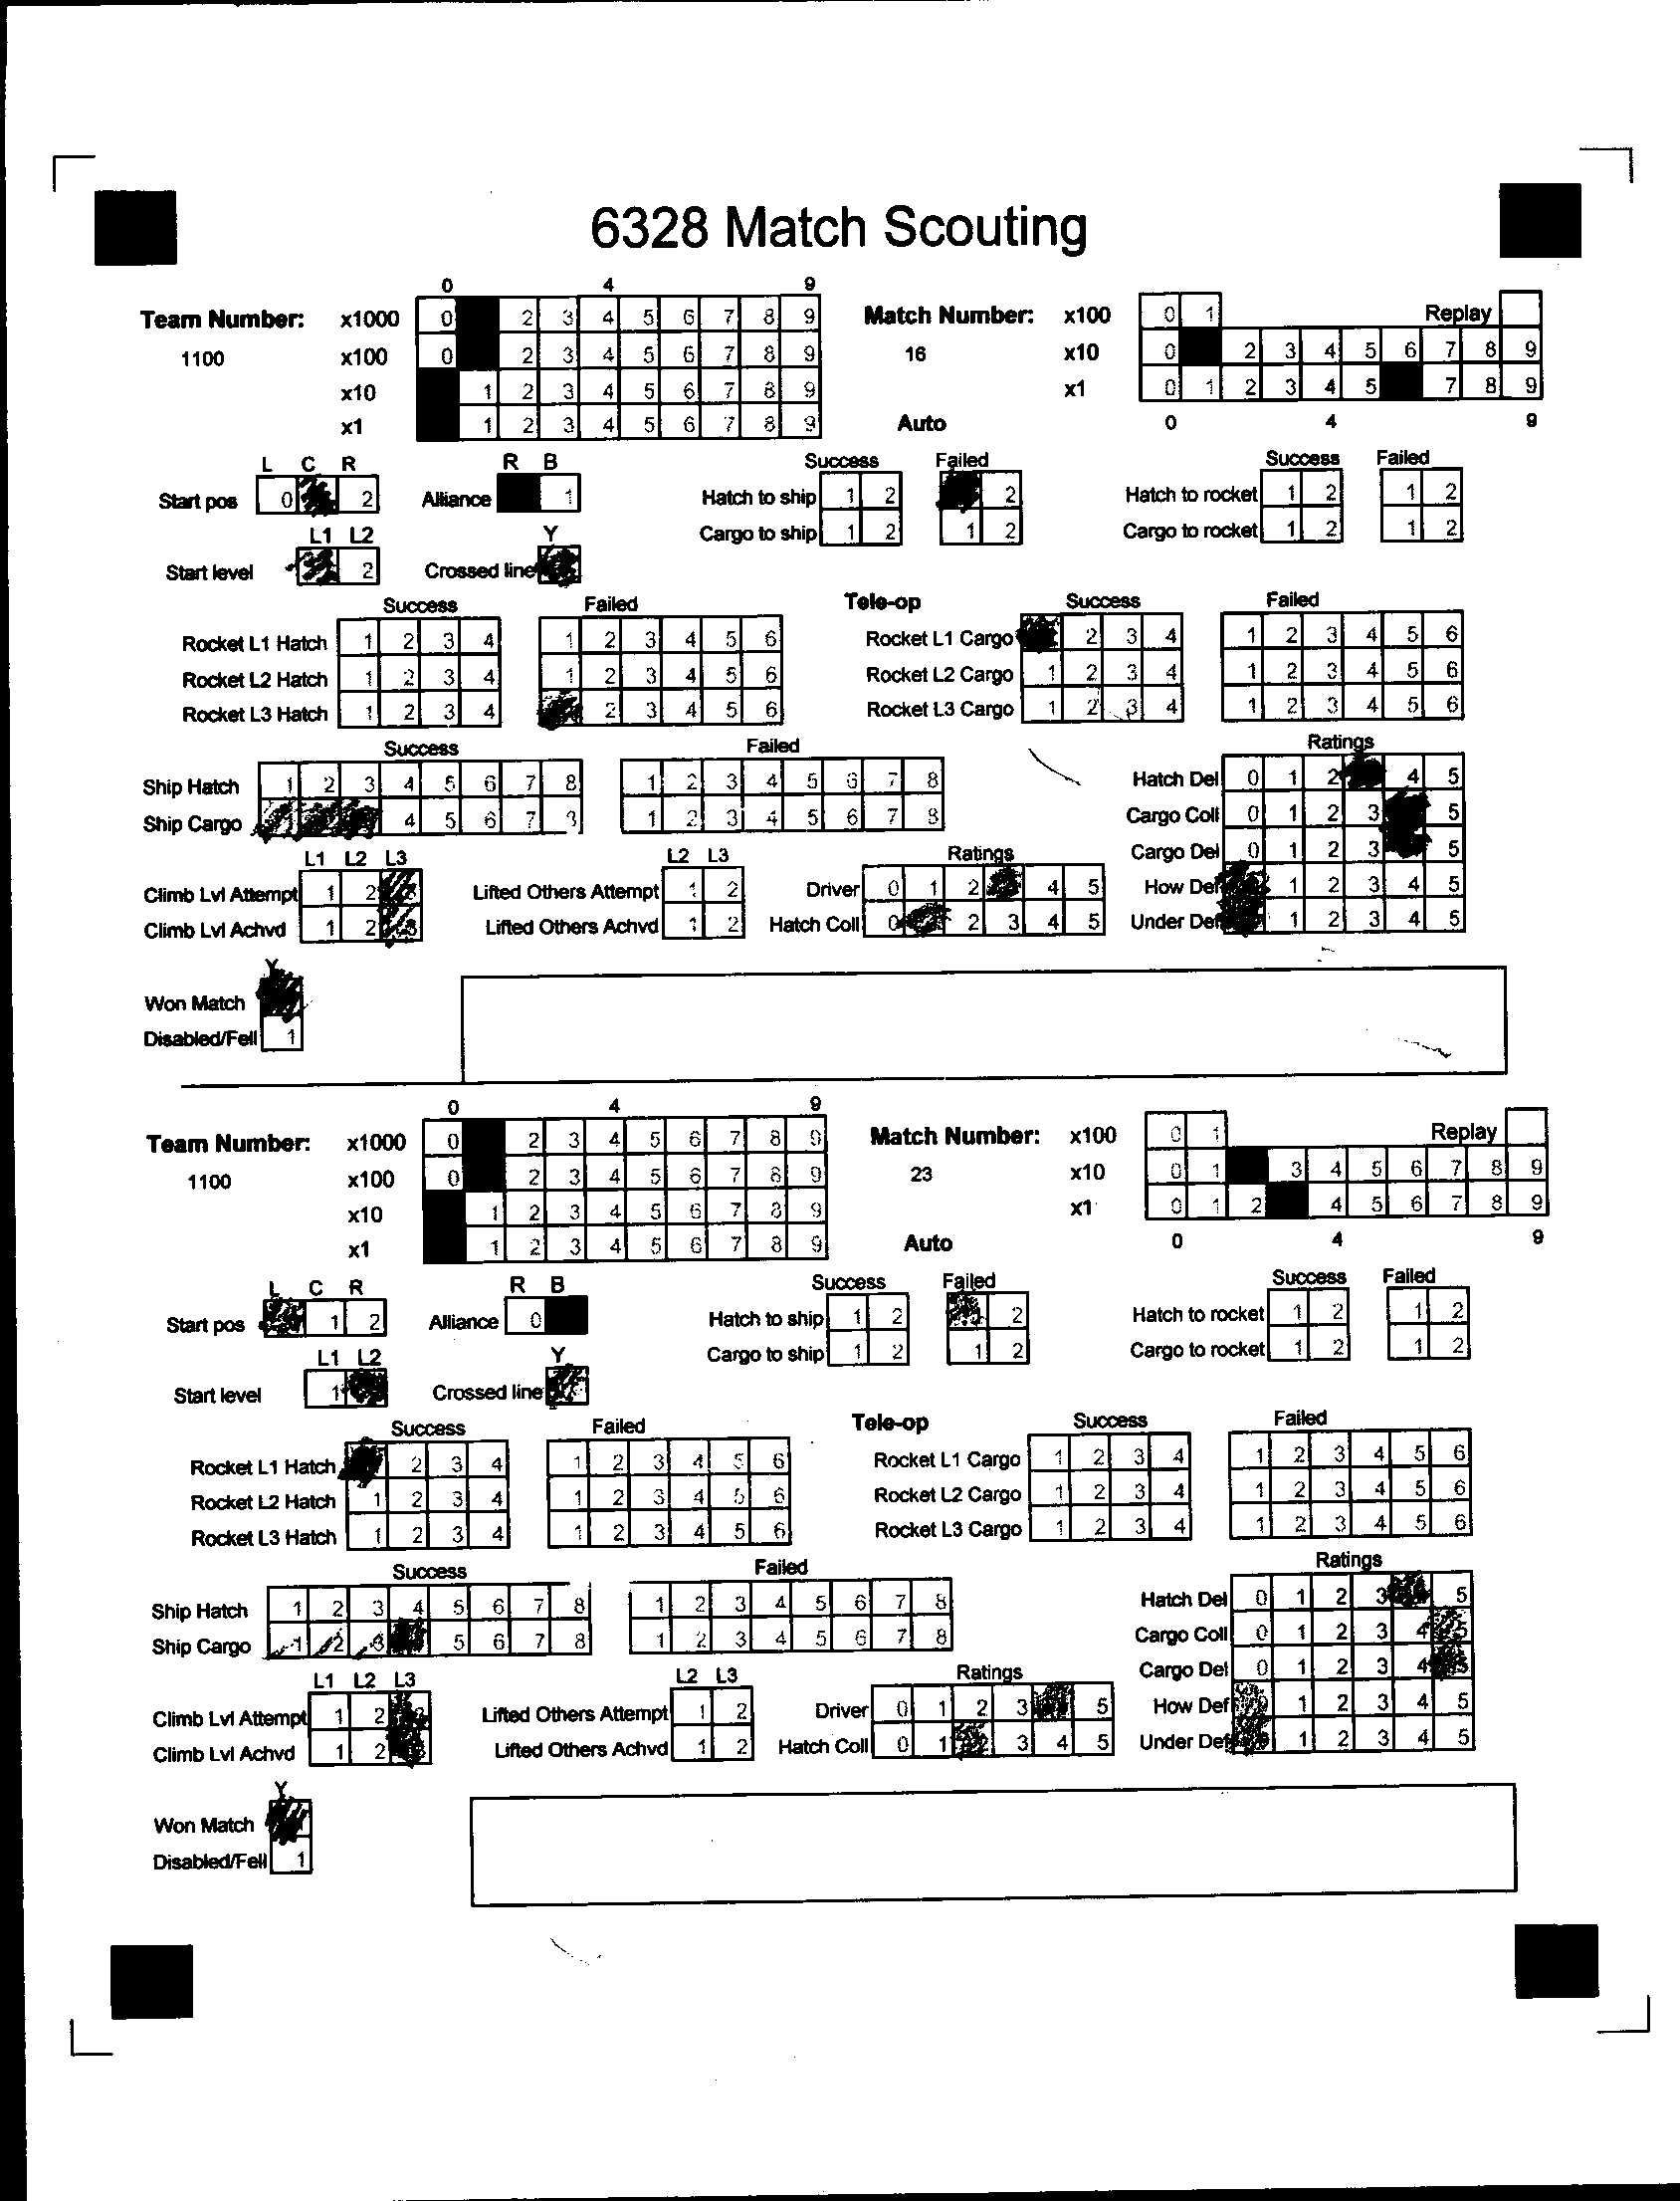 6328 Match Scouting
0 4 9
Team Number: x1000 0 2 3 4 5 6 7 8 9 Match Number: x100 0 1 Replay
1100 x100 0 2 3 4 5 6 7 8 9 16 x10 0 2 3 4 5 6 7 8 9
x10 1 2 3 4 5 6 7 8 9 x1 0 1 2 3 4 5 7 8 9
x1 1 2 3 4 5 6 7 8 9 Auto 0 4 9
L C R R B Success Failed Success Failed
Start pos 0 2 Alliance 1 Hatch to ship 1 2 2 Hatch to rocket 1 2 1 2
L1 L2 Y Cargo to ship 1 2 1 2 Cargo to rocket 1 2 1 2
Start level 2 Crossed line
Success Failed Tele-op Success Failed
Rocket L1 Hatch 1 2 3 4 1 2 3 4 5 6 Rocket L1 Cargo 2 3 4 1 2 3 4 5 6
Rocket L2 Hatch 1 2 3 4 1 2 3 4 5 6 Rocket L2 Cargo 1 2 3 4 1 2 3 4 5 6
Rocket L3 Hatch 1 2 3 4 2 3 4 5 6 Rocket L3 Cargo 1 2 3 4 1 2 3 4 5 6
Success Failed Ratings
Ship Hatch 1 2 3 4 5 6 7 8 1 2 3 4 5 6 7 8 Hatch Del 0 1 2 4 5
Ship Cargo 4 5 6 7 8 1 2 3 4 5 6 7 8 Cargo Coll 0 1 2 3 5
L1 L2 L3 L2 L3 Ratings Cargo Del 0 1 2 3 5
Climb Lvl Attempt 1 2 3 Lifted Others Attempt 1 2 Driver 0 1 2 4 5 How Def 1 2 3 4 5
Climb Lvl Achvd 1 2 3 Lifted Others Achvd 1 2 Hatch Coll 0 2 3 4 5 Under Def 1 2 3 4 5
Y
Won Match
Disabled/Fell 1
0 4 9
Team Number: x1000 0 2 3 4 5 6 7 8 9 Match Number: x100 0 1 Replay
1100 x100 0 2 3 4 5 6 7 8 9 23 x10 0 1 3 4 5 6 7 8 9
x10 1 2 3 4 5 6 7 8 9 x1 0 1 2 4 5 6 7 8 9
x1 1 2 3 4 5 6 7 8 9 Auto 0 4 9
L C R R B Success Failed Success Failed
Start pos 1 2 Alliance 0 Hatch to ship 1 2 2 Hatch to rocket 1 2 1 2
L1 L2 Y Cargo to ship 1 2 1 2 Cargo to rocket 1 2 1 2
Start level 1 Crossed line
Success Failed Tele-op Success Failed
Rocket L1 Hatch 2 3 4 1 2 3 4 5 6 Rocket L1 Cargo 1 2 3 4 1 2 3 4 5 6
Rocket L2 Hatch 1 2 3 4 1 2 3 4 5 6 Rocket L2 Cargo 1 2 3 4 1 2 3 4 5 6
Rocket L3 Hatch 1 2 3 4 1 2 3 4 5 6 Rocket L3 Cargo 1 2 3 4 1 2 3 4 5 6
Success Failed Ratings
Ship Hatch 1 2 3 4 5 6 7 8 1 2 3 4 5 6 7 8 Hatch Del 0 1 2 3 5
Ship Cargo 1 2 3 5 6 7 8 1 2 3 4 5 6 7 8 Cargo Coll 0 1 2 3 4 5
L1 L2 L3 L2 L3 Ratings Cargo Del 0 1 2 3 4 5
Climb Lvl Attempt 1 2 Lifted Others Attempt 1 2 Driver 0 1 2 3 5 How Def 1 2 3 4 5
Climb Lvl Achvd 1 2 Lifted Others Achvd 1 2 Hatch Coll 0 1 2 3 4 5 Under Def 1 2 3 4 5
Y
Won Match
Disabled/Fell 1